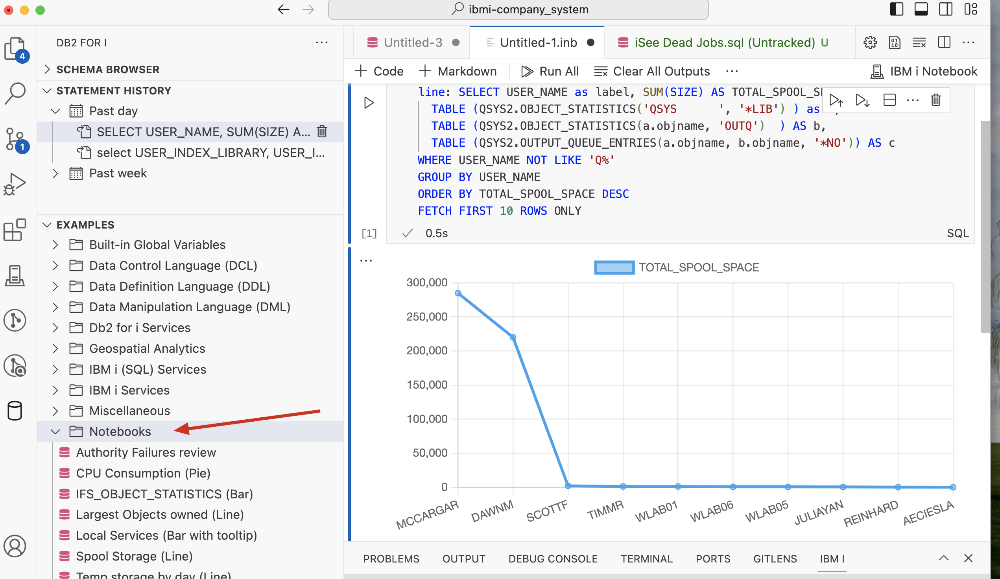 ibmi-company_system
4
1
DB2 FOR I
SCHEMA BROWSER
STATEMENT HISTORY
Past day
SELECT USER_NAME, SUM(SIZE) A...
select USER_INDEX_LIBRARY, USER_I...
Past week
EXAMPLES
Built-in Global Variables
Data Control Language (DCL)
Data Definition Language (DDL)
Data Manipulation Language (DML)
Db2 for i Services
Geospatial Analytics
IBM i (SQL) Services
IBM i Services
Miscellaneous
Notebooks
Authority Failures review
CPU Consumption (Pie)
IFS_OBJECT_STATISTICS (Bar)
Largest Objects owned (Line)
Local Services (Bar with tooltip)
Spool Storage (Line)
Temp storage by day (Line)
Untitled-3
Untitled-1.inb
iSee Dead Jobs.sql (Untracked) U
Code
Markdown
Run All
Clear All Outputs
IBM i Notebook
line: SELECT USER_NAME as label, SUM(SIZE) AS TOTAL_SPOOL_S
TABLE (QSYS2.OBJECT_STATISTICS('QSYS      ', '*LIB') ) as
TABLE (QSYS2.OBJECT_STATISTICS(a.objname, 'OUTQ')  ) AS b,
TABLE (QSYS2.OUTPUT_QUEUE_ENTRIES(a.objname, b.objname, '*NO')) AS c
WHERE USER_NAME NOT LIKE 'Q%'
GROUP BY USER_NAME
ORDER BY TOTAL_SPOOL_SPACE DESC
FETCH FIRST 10 ROWS ONLY
[1]
0.5s
SQL
TOTAL_SPOOL_SPACE
300,000
250,000
200,000
150,000
100,000
50,000
0
MCCARGAR
DAWNM
SCOTTF
TIMMR
WLAB01
WLAB06
WLAB05
JULIAYAN
REINHARD
AECIESLA
PROBLEMS
OUTPUT
DEBUG CONSOLE
TERMINAL
PORTS
GITLENS
IBM I